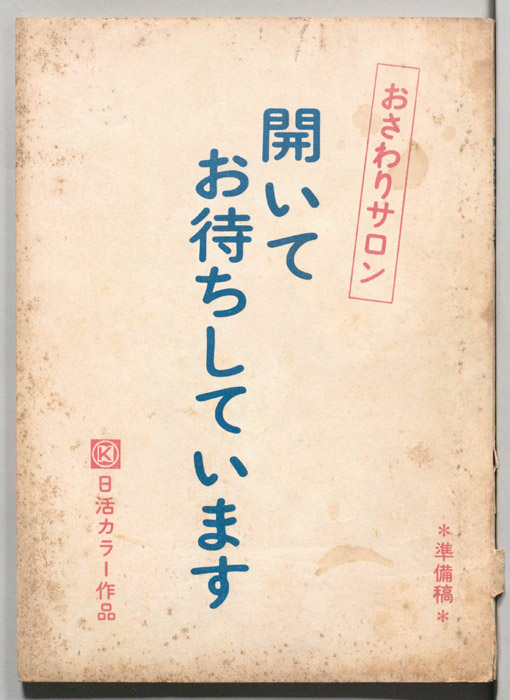 おさわりサロン
開いて
お待ちしています
＊準備稿＊
K 日活カラー作品